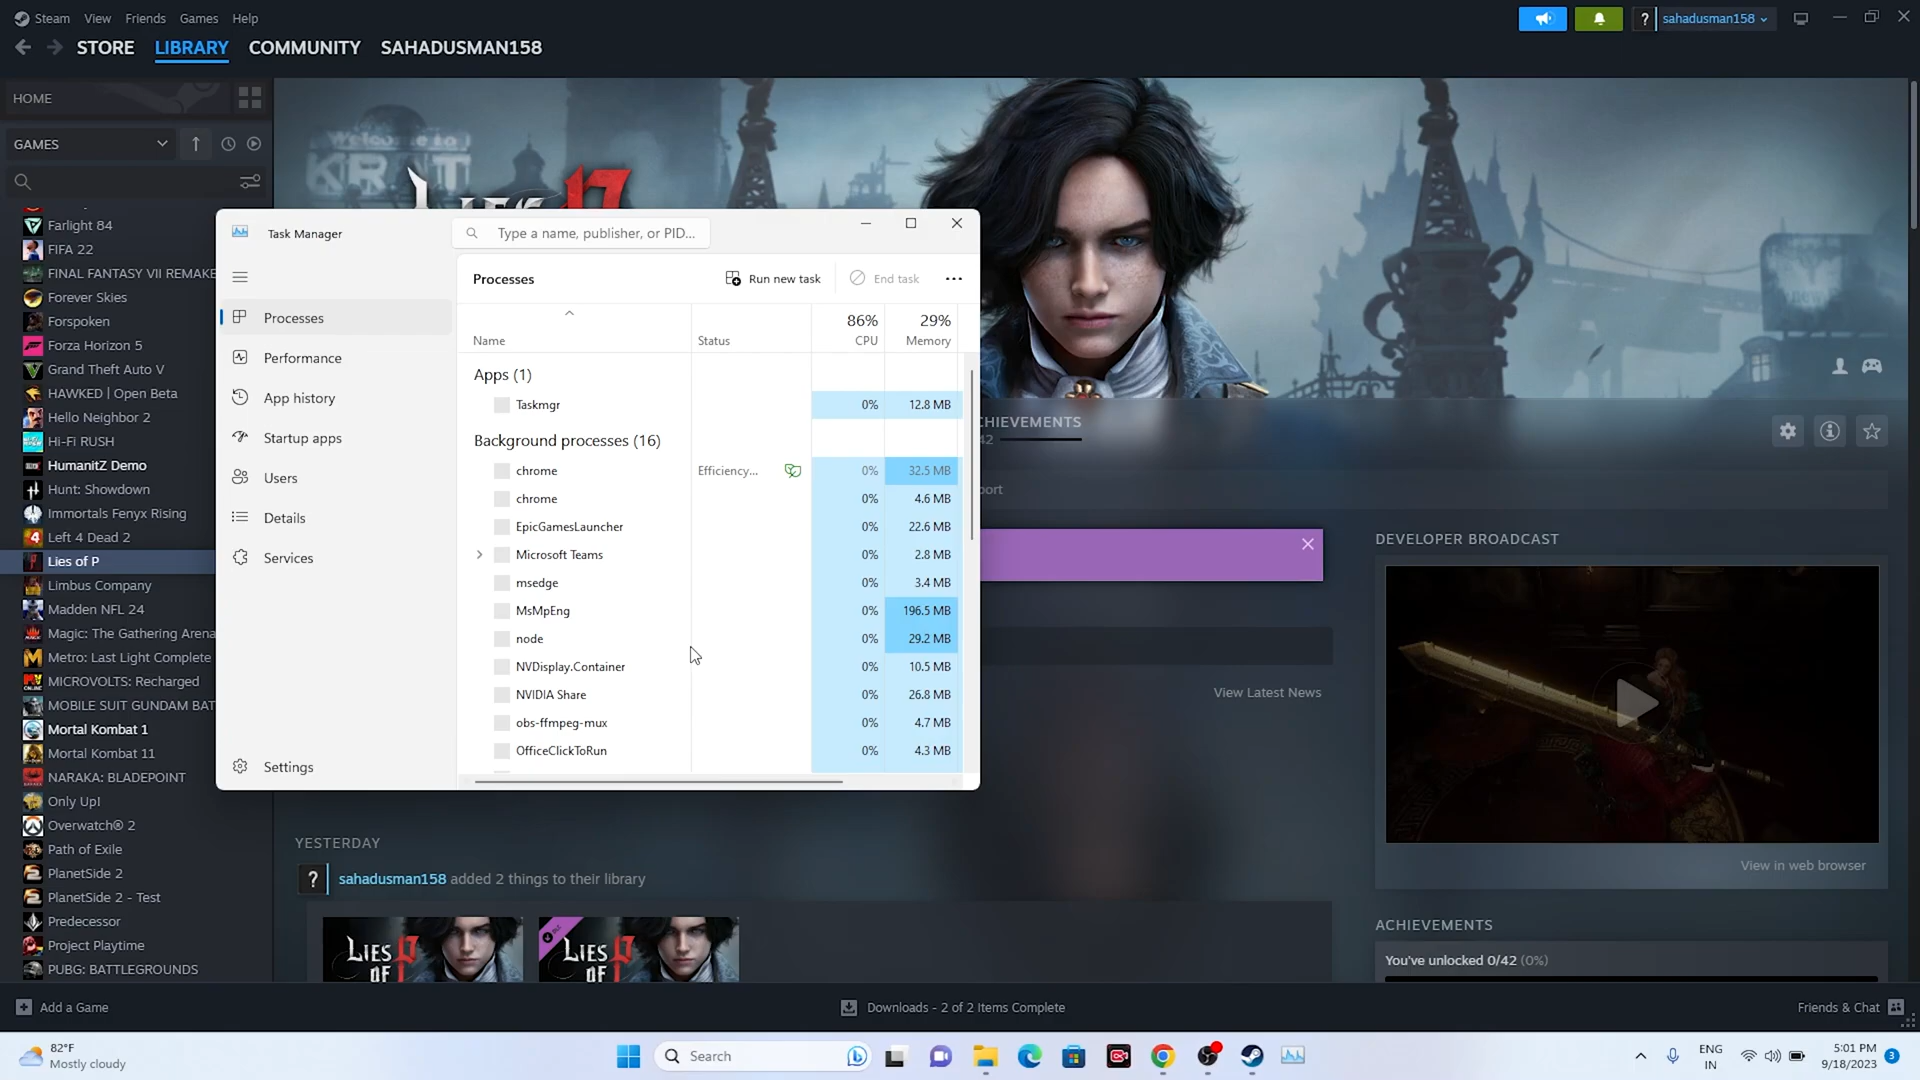 Steam View Friends Games Help
sahadusman158
STORE LIBRARY COMMUNITY SAHADUSMAN158
HOME
GAMES
Farlight 84
FIFA 22
FINAL FANTASY VII REMAKE
Forever Skies
Forspoken
Forza Horizon 5
Grand Theft Auto V
HAWKED | Open Beta
Hello Neighbor 2
Hi-Fi RUSH
HumanitZ Demo
Hunt: Showdown
Immortals Fenyx Rising
Left 4 Dead 2
Lies of P
Limbus Company
Madden NFL 24
Magic: The Gathering Arena
Metro: Last Light Complete
MICROVOLTS: Recharged
MOBILE SUIT GUNDAM BAT
Mortal Kombat 1
Mortal Kombat 11
NARAKA: BLADEPOINT
Only Up!
Overwatch® 2
Path of Exile
PlanetSide 2
PlanetSide 2 - Test
Predecessor
Project Playtime
PUBG: BATTLEGROUNDS
Welcome to
KRAT
Task Manager
Type a name, publisher, or PID...
Processes
Performance
App history
Startup apps
Users
Details
Services
Settings
Processes Run new task End task
86% 29%
Name Status CPU Memory
Apps (1)
Taskmgr 0% 12.8 MB
Background processes (16)
chrome Efficiency... 0% 32.5 MB
chrome 0% 4.6 MB
EpicGamesLauncher 0% 22.6 MB
Microsoft Teams 0% 2.8 MB
msedge 0% 3.4 MB
MsMpEng 0% 196.5 MB
node 0% 29.2 MB
NVDisplay.Container 0% 10.5 MB
NVIDIA Share 0% 26.8 MB
obs-ffmpeg-mux 0% 4.7 MB
OfficeClickToRun 0% 4.3 MB
CHIEVEMENTS
42
port
View Latest News
DEVELOPER BROADCAST
View in web browser
ACHIEVEMENTS
You've unlocked 0/42 (0%)
YESTERDAY
sahadusman158 added 2 things to their library
LIES OF P
LIES OF P
Add a Game
Downloads - 2 of 2 Items Complete
Friends & Chat
82°F
Mostly cloudy
Search
ENG
IN
5:01 PM
9/18/2023
3